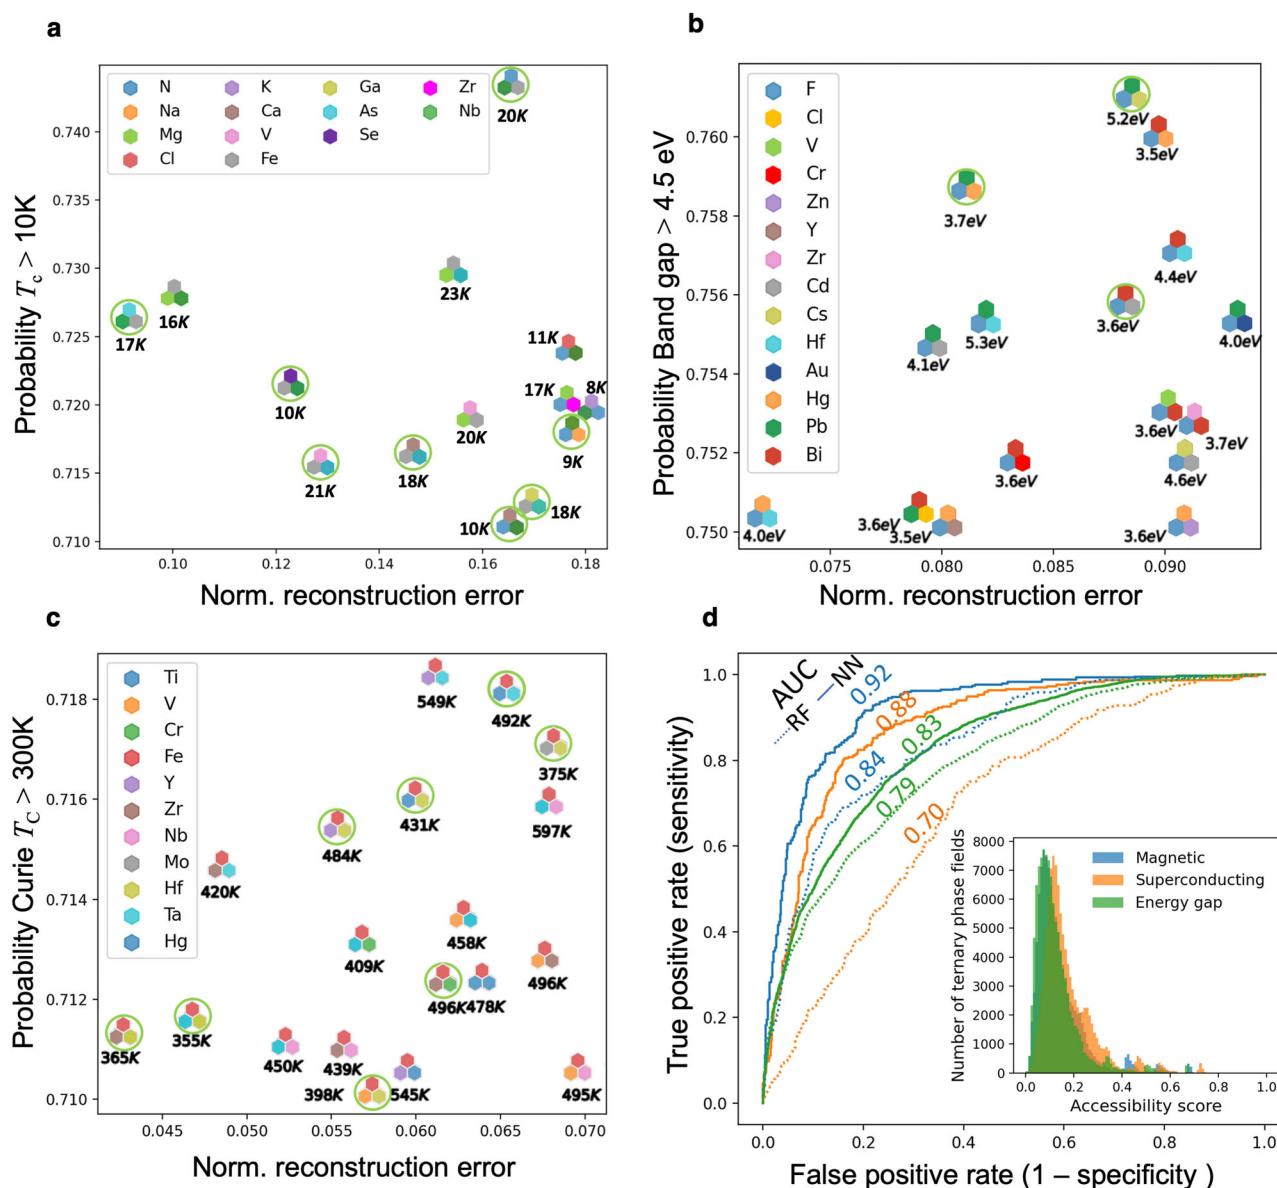 a
Probability Tc > 10K
0.740
0.735
0.730
0.725
0.720
0.715
0.710
N K Ga Zr
Na Ca As Nb
Mg V Se
Cl Fe
20K
23K
16K
17K
11K
10K
17K 8K
20K
9K
21K
18K
18K
10K
0.10 0.12 0.14 0.16 0.18
Norm. reconstruction error
b
Probability Band gap > 4.5 eV
0.760
0.758
0.756
0.754
0.752
0.750
F
Cl
V
Cr
Zn
Y
Zr
Cd
Cs
Hf
Au
Hg
Pb
Bi
5.2eV
3.5eV
3.7eV
4.4eV
3.6eV
5.3eV
4.0eV
4.1eV
3.6eV
3.7eV
4.6eV
3.6eV
4.0eV
3.6eV
3.5eV
3.6eV
0.075 0.080 0.085 0.090
Norm. reconstruction error
c
Probability Curie TC > 300K
0.718
0.716
0.714
0.712
0.710
Ti
V
Cr
Fe
Y
Zr
Nb
Mo
Hf
Ta
Hg
549K
492K
375K
431K
597K
484K
420K
458K
409K
496K
496K 478K
355K
365K
450K
439K
398K 545K
495K
0.045 0.050 0.055 0.060 0.065 0.070
Norm. reconstruction error
d
True positive rate (sensitivity)
1.0
0.8
0.6
0.4
0.2
0.0
AUC
RF
NN
0.92
0.88
0.83
0.84
0.79
0.70
Number of ternary phase fields
8000
7000
6000
5000
4000
3000
2000
1000
0
Magnetic
Superconducting
Energy gap
0.0 0.2 0.4 0.6 0.8 1.0
Accessibility score
0.0 0.2 0.4 0.6 0.8 1.0
False positive rate (1 – specificity )